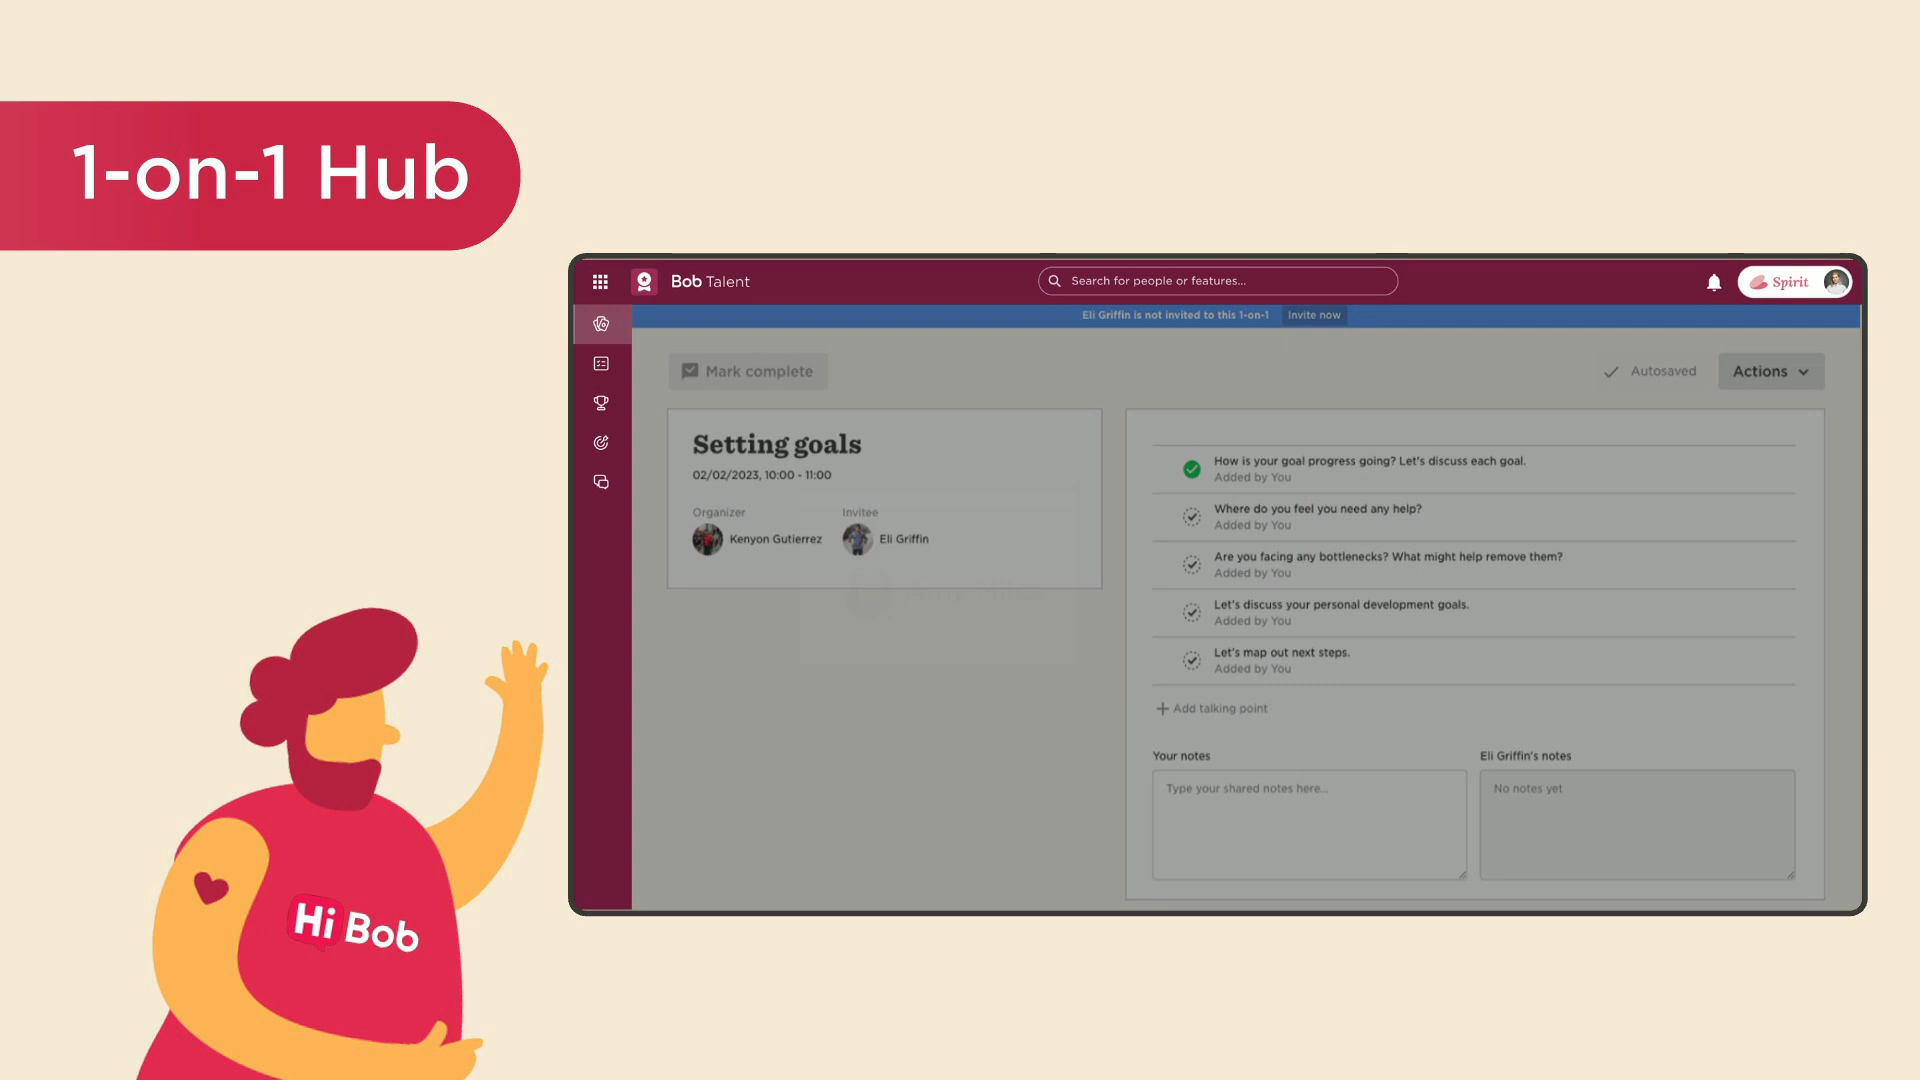 1-on-1 Hub
Bob Talent
Search for people or features...
Spirit
Eli Griffin is not invited to this 1-on-1
Invite now
Mark complete
Autosaved
Actions
Setting goals
02/02/2023, 10:00 - 11:00
Organizer
Invitee
Kenyon Gutierrez
Eli Griffin
How is your goal progress going? Let's discuss each goal.
Added by You
Where do you feel you need any help?
Added by You
Are you facing any bottlenecks? What might help remove them?
Added by You
Let's discuss your personal development goals.
Added by You
Let's map out next steps.
Added by You
Add talking point
Your notes
Eli Griffin's notes
Type your shared notes here...
No notes yet
Hi Bob